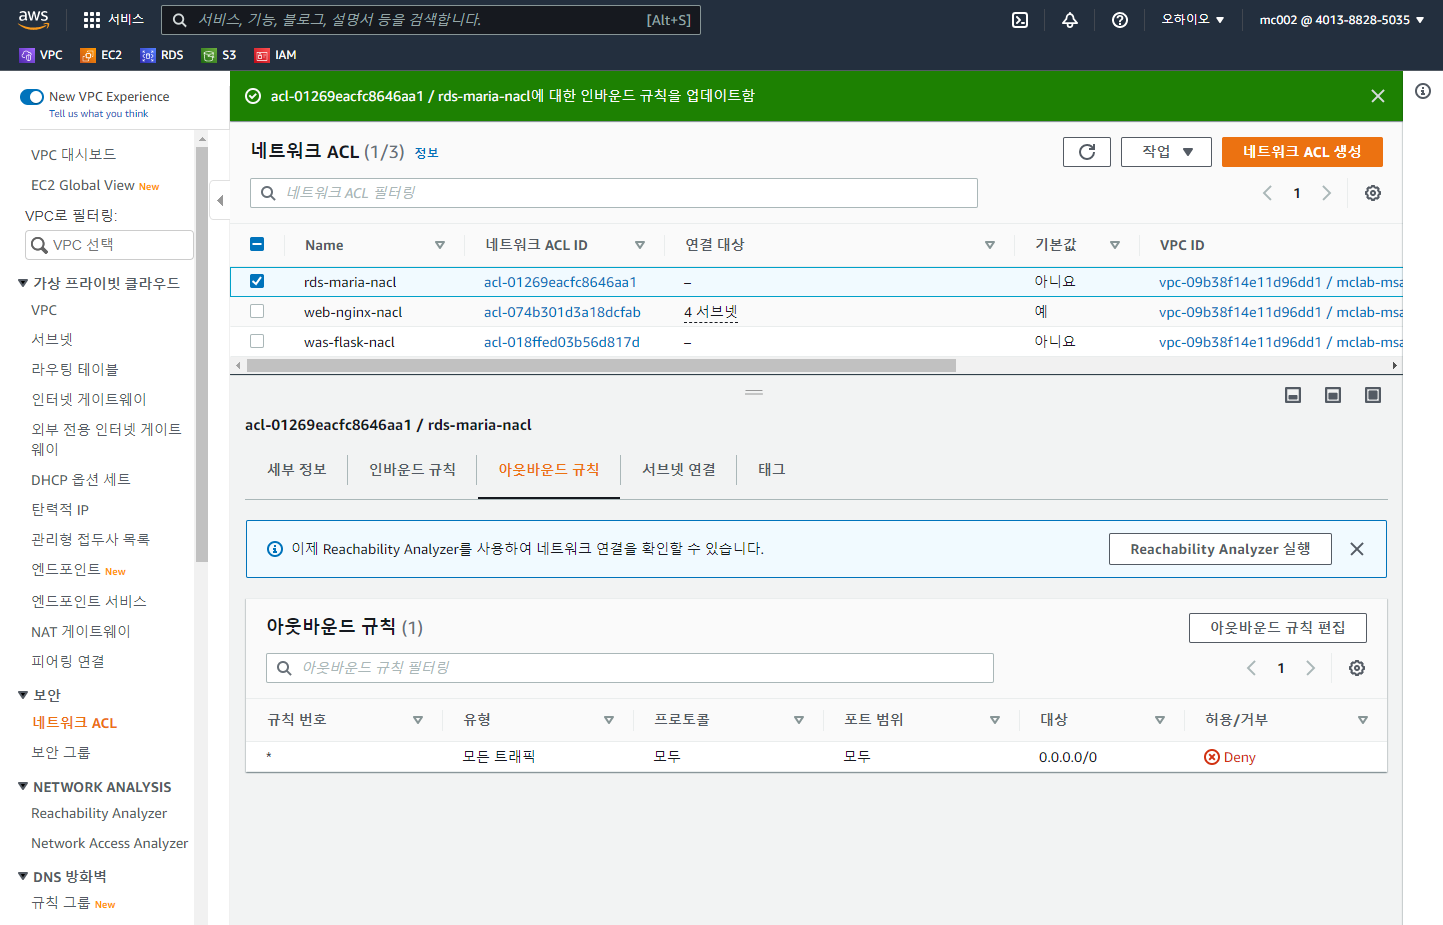 aws
서비스
서비스, 기능, 블로그, 설명서 등을 검색합니다.
[Alt+S]
오하이오 ▼
mc002 @ 4013-8828-5035 ▼
VPC
EC2
RDS
S3
IAM
New VPC Experience
Tell us what you think
VPC 대시보드
EC2 Global View New
VPC로 필터링:
VPC 선택
가상 프라이빗 클라우드
VPC
서브넷
라우팅 테이블
인터넷 게이트웨이
외부 전용 인터넷 게이트
웨이
DHCP 옵션 세트
탄력적 IP
관리형 접두사 목록
엔드포인트 New
엔드포인트 서비스
NAT 게이트웨이
피어링 연결
보안
네트워크 ACL
보안 그룹
NETWORK ANALYSIS
Reachability Analyzer
Network Access Analyzer
DNS 방화벽
규칙 그룹 New
acl-01269eacfc8646aa1 / rds-maria-nacl에 대한 인바운드 규칙을 업데이트함
네트워크 ACL (1/3) 정보
작업 ▼
네트워크 ACL 생성
네트워크 ACL 필터링
1
Name 네트워크 ACL ID 연결 대상 기본값 VPC ID
rds-maria-nacl acl-01269eacfc8646aa1 – 아니요 vpc-09b38f14e11d96dd1 / mclab-msa
web-nginx-nacl acl-074b301d3a18dcfab 4 서브넷 예 vpc-09b38f14e11d96dd1 / mclab-msa
was-flask-nacl acl-018ffed03b56d817d – 아니요 vpc-09b38f14e11d96dd1 / mclab-msa
acl-01269eacfc8646aa1 / rds-maria-nacl
세부 정보 인바운드 규칙 아웃바운드 규칙 서브넷 연결 태그
이제 Reachability Analyzer를 사용하여 네트워크 연결을 확인할 수 있습니다.
Reachability Analyzer 실행
아웃바운드 규칙 (1)
아웃바운드 규칙 편집
아웃바운드 규칙 필터링
1
규칙 번호 유형 프로토콜 포트 범위 대상 허용/거부
* 모든 트래픽 모두 모두 0.0.0.0/0 Deny